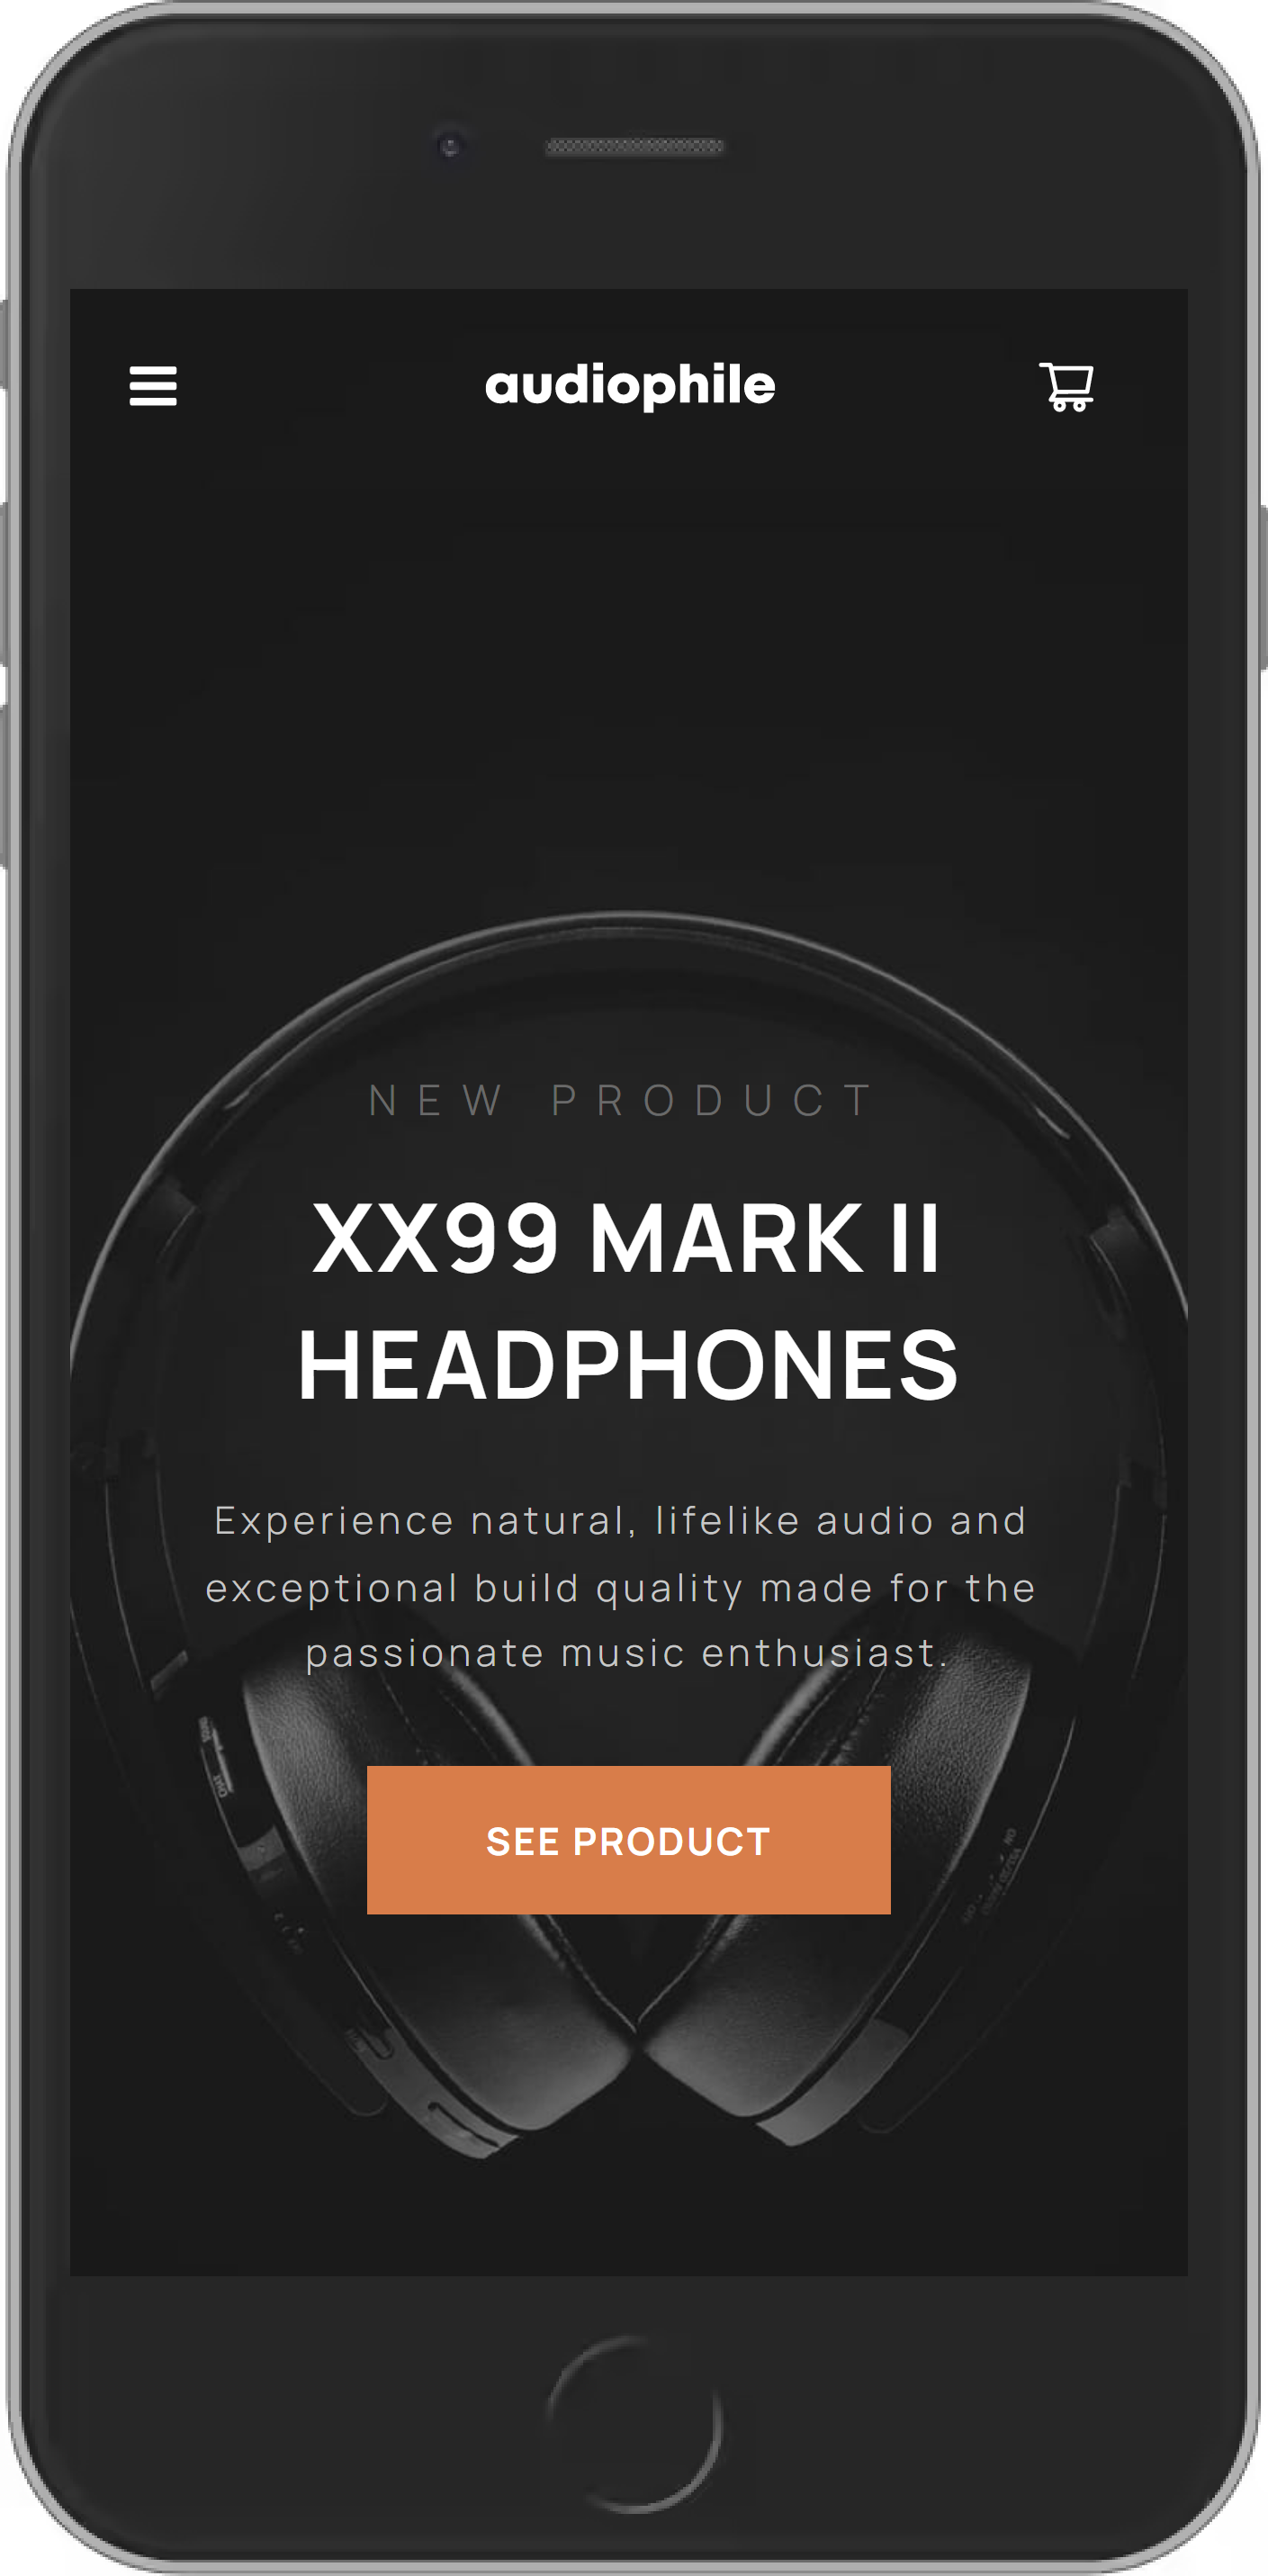 audiophile
NEW PRODUCT
XX99 MARK II
HEADPHONES
Experience natural, lifelike audio and
exceptional build quality made for the
passionate music enthusiast.
SEE PRODUCT